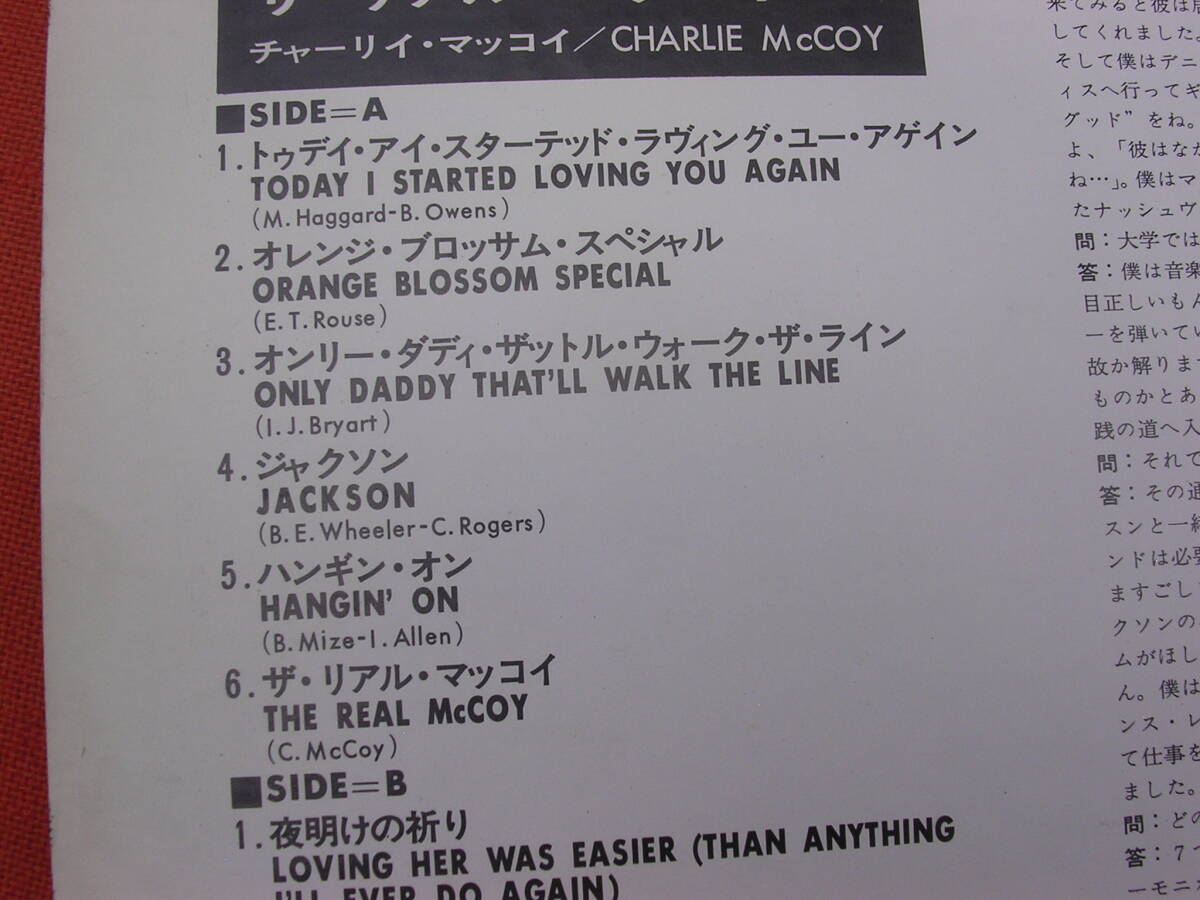 チャーリイ・マッコイ／CHARLIE McCOY
■SIDE=A
1.トゥデイ・アイ・スターテッド・ラヴィング・ユー・アゲイン
TODAY I STARTED LOVING YOU AGAIN
(M. Haggard-B. Owens)
2.オレンジ・ブロッサム・スペシャル
ORANGE BLOSSOM SPECIAL
(E. T. Rouse)
3.オンリー・ダディ・ザットル・ウォーク・ザ・ライン
ONLY DADDY THAT'LL WALK THE LINE
(I. J. Bryart)
4.ジャクソン
JACKSON
(B. E. Wheeler-C. Rogers)
5.ハンギン・オン
HANGIN' ON
(B. Mize-I. Allen)
6.ザ・リアル・マッコイ
THE REAL McCOY
(C. McCoy)
■SIDE=B
1.夜明けの祈り
LOVING HER WAS EASIER (THAN ANYTHING
I'LL EVER DO AGAIN)
来てみると彼は居
してくれました。
そして僕はデニ
ィスへ行ってギ
グッド”をね。
よ、「彼はなか
ね…」。僕はマ
たナッシュヴ
問：大学では
答：僕は音楽
目正しいもん
ーを弾いてい
故か解りま
ものかとあ
践の道へ入
問：それで
答：その通
スンと一緒
ンドは必要
ますごし
クソンの
ムがほし
ん。僕は
ンス・レ
て仕事を
ました。
問：どの
答：7つ
ーモニ